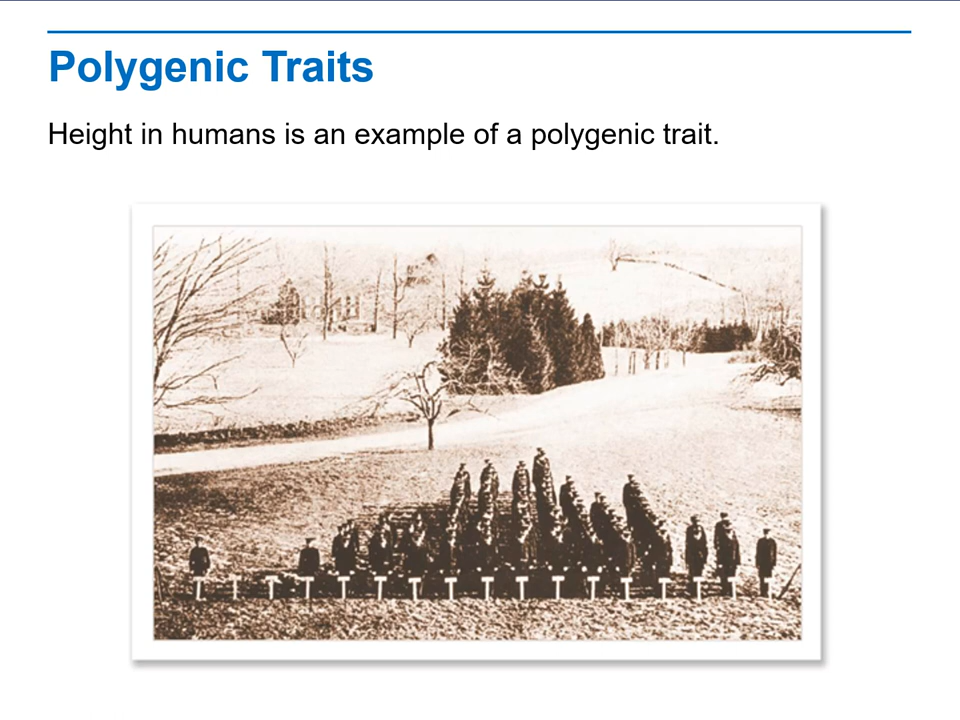 Polygenic Traits
Height in humans is an example of a polygenic trait.